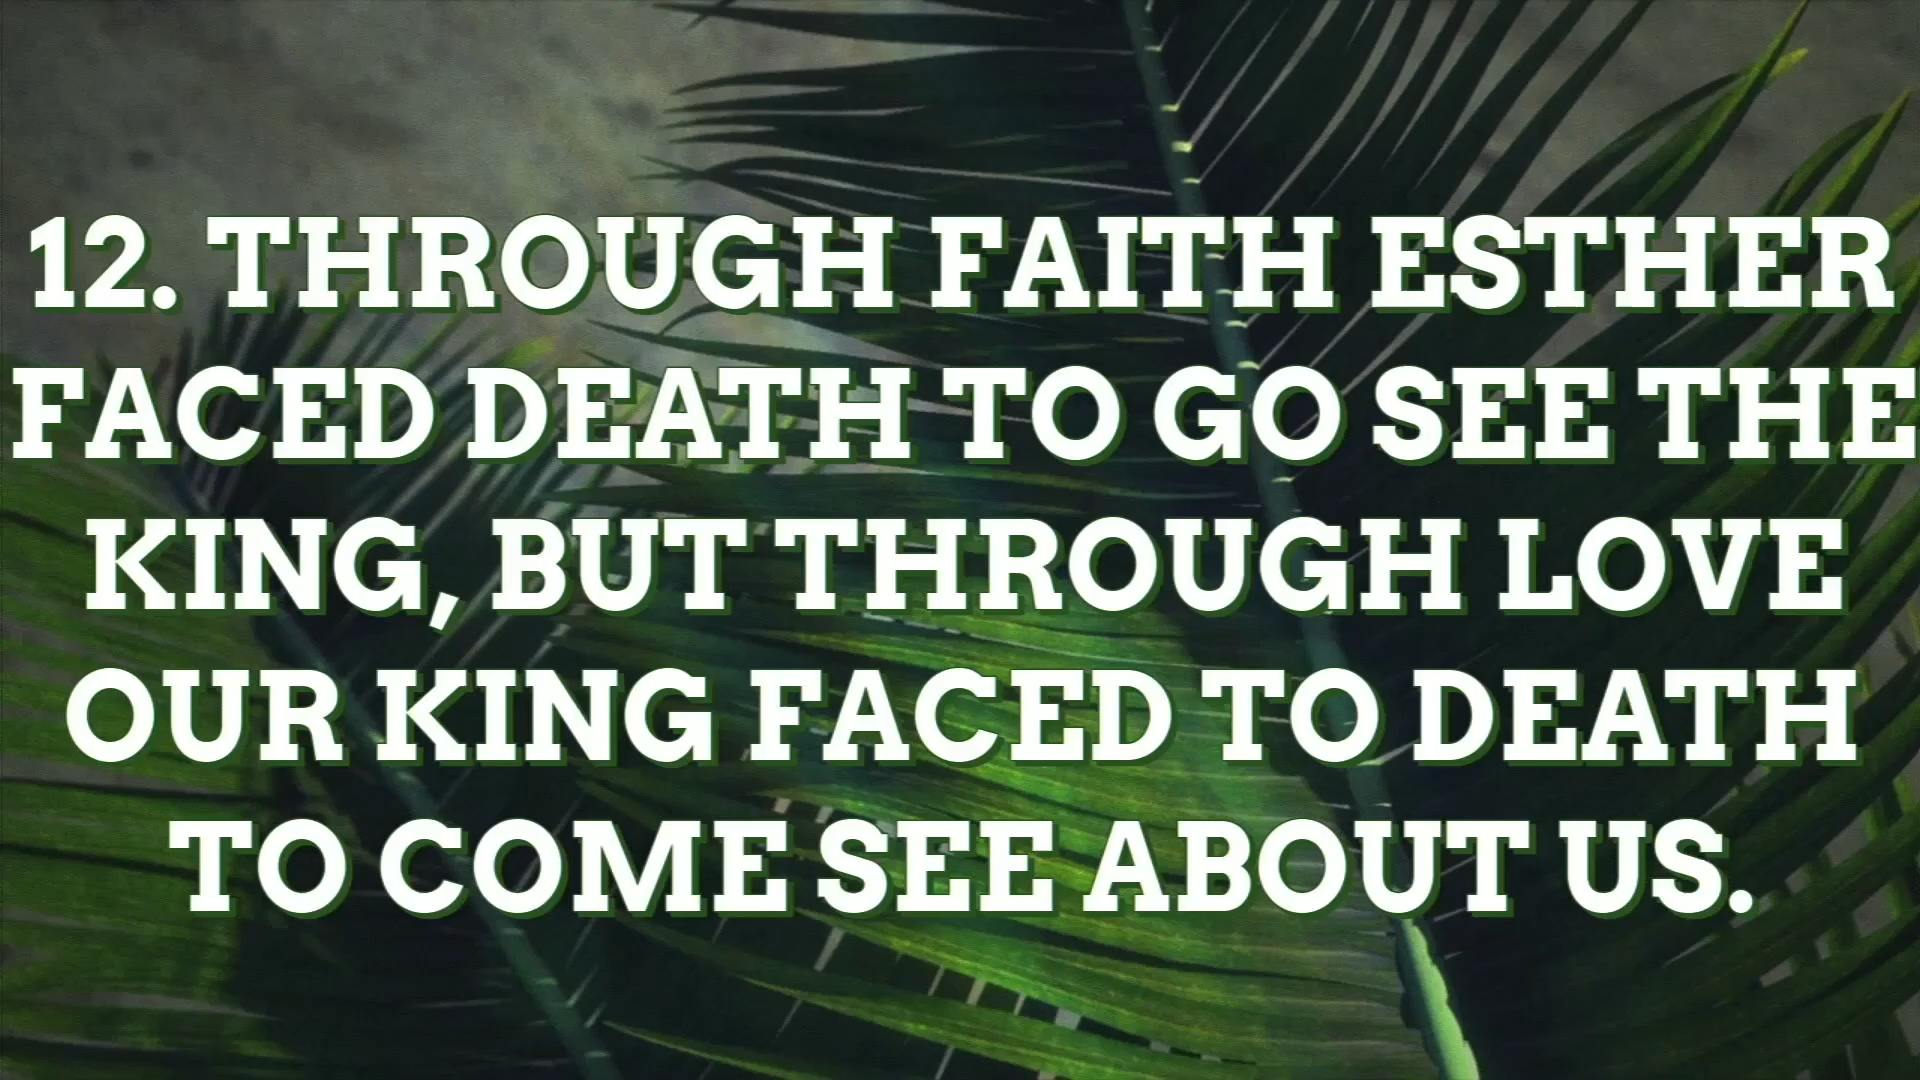 12. THROUGH FAITH ESTHER
FACED DEATH TO GO SEE THE
KING, BUT THROUGH LOVE
OUR KING FACED TO DEATH
TO COME SEE ABOUT US.